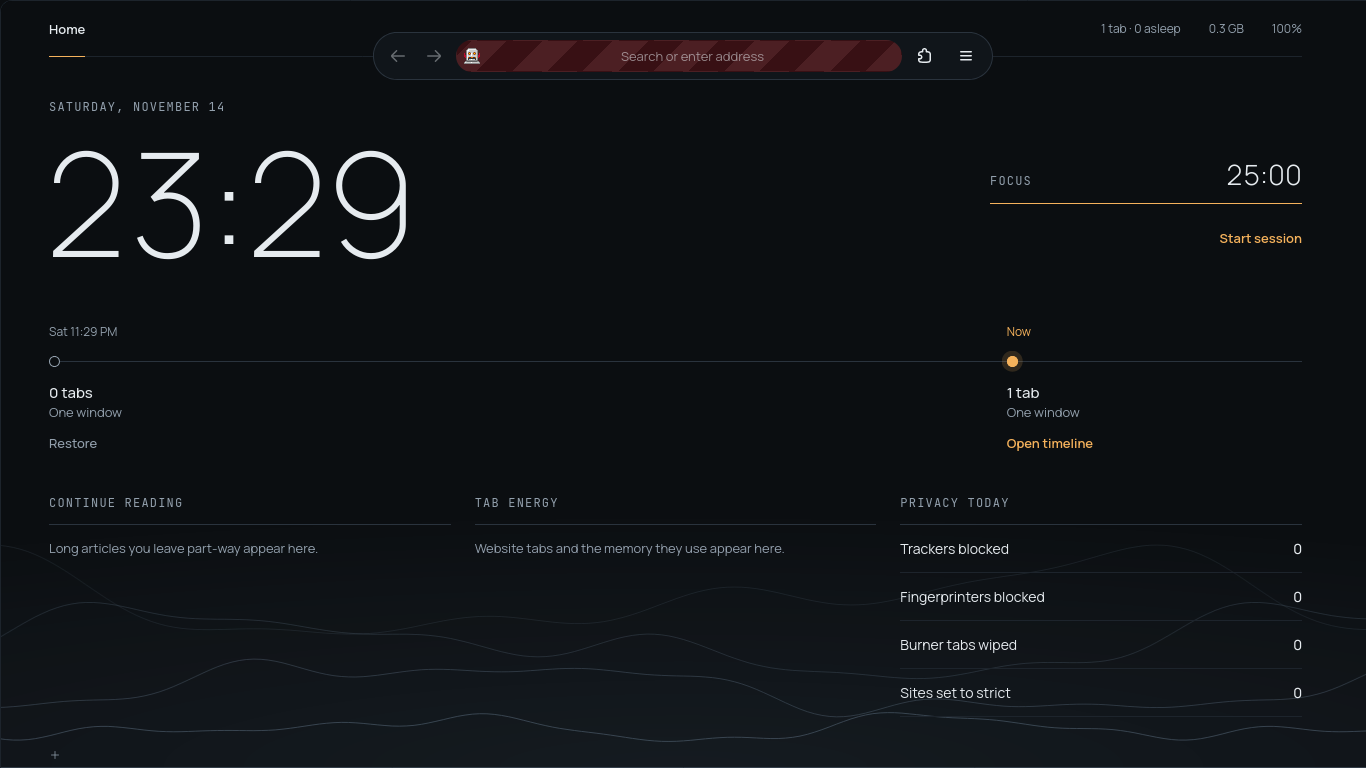 Home
1 tab · 0 asleep 0.3 GB 100%
Search or enter address
SATURDAY, NOVEMBER 14
23:29
FOCUS 25:00
Start session
Sat 11:29 PM
Now
0 tabs
One window
Restore
1 tab
One window
Open timeline
CONTINUE READING
Long articles you leave part-way appear here.
TAB ENERGY
Website tabs and the memory they use appear here.
PRIVACY TODAY
Trackers blocked 0
Fingerprinters blocked 0
Burner tabs wiped 0
Sites set to strict 0
+